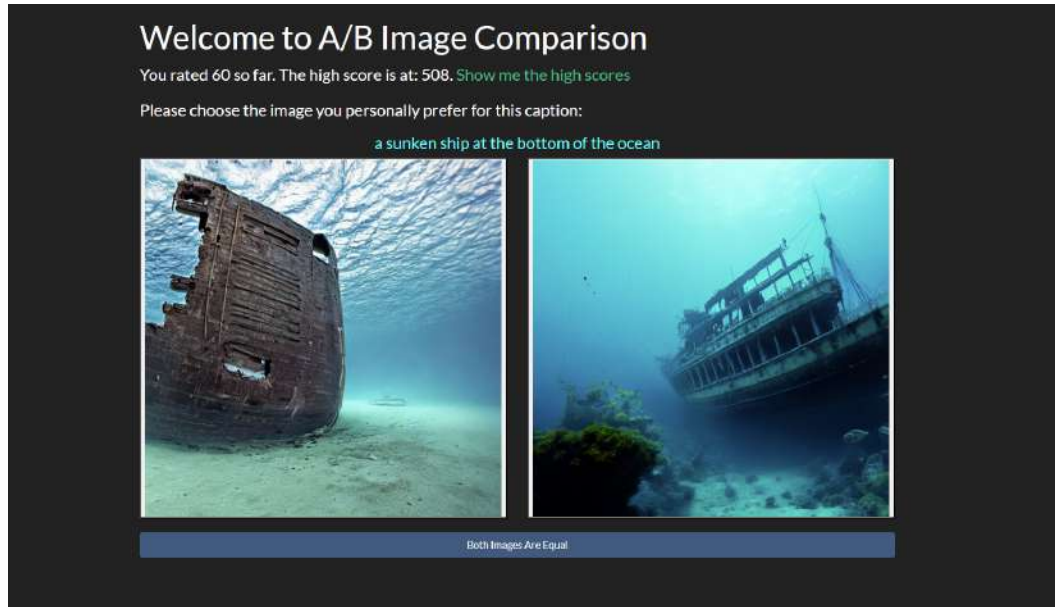 Welcome to A/B Image Comparison
You rated 60 so far. The high score is at: 508. Show me the high scores
Please choose the image you personally prefer for this caption:
a sunken ship at the bottom of the ocean
Both Images Are Equal